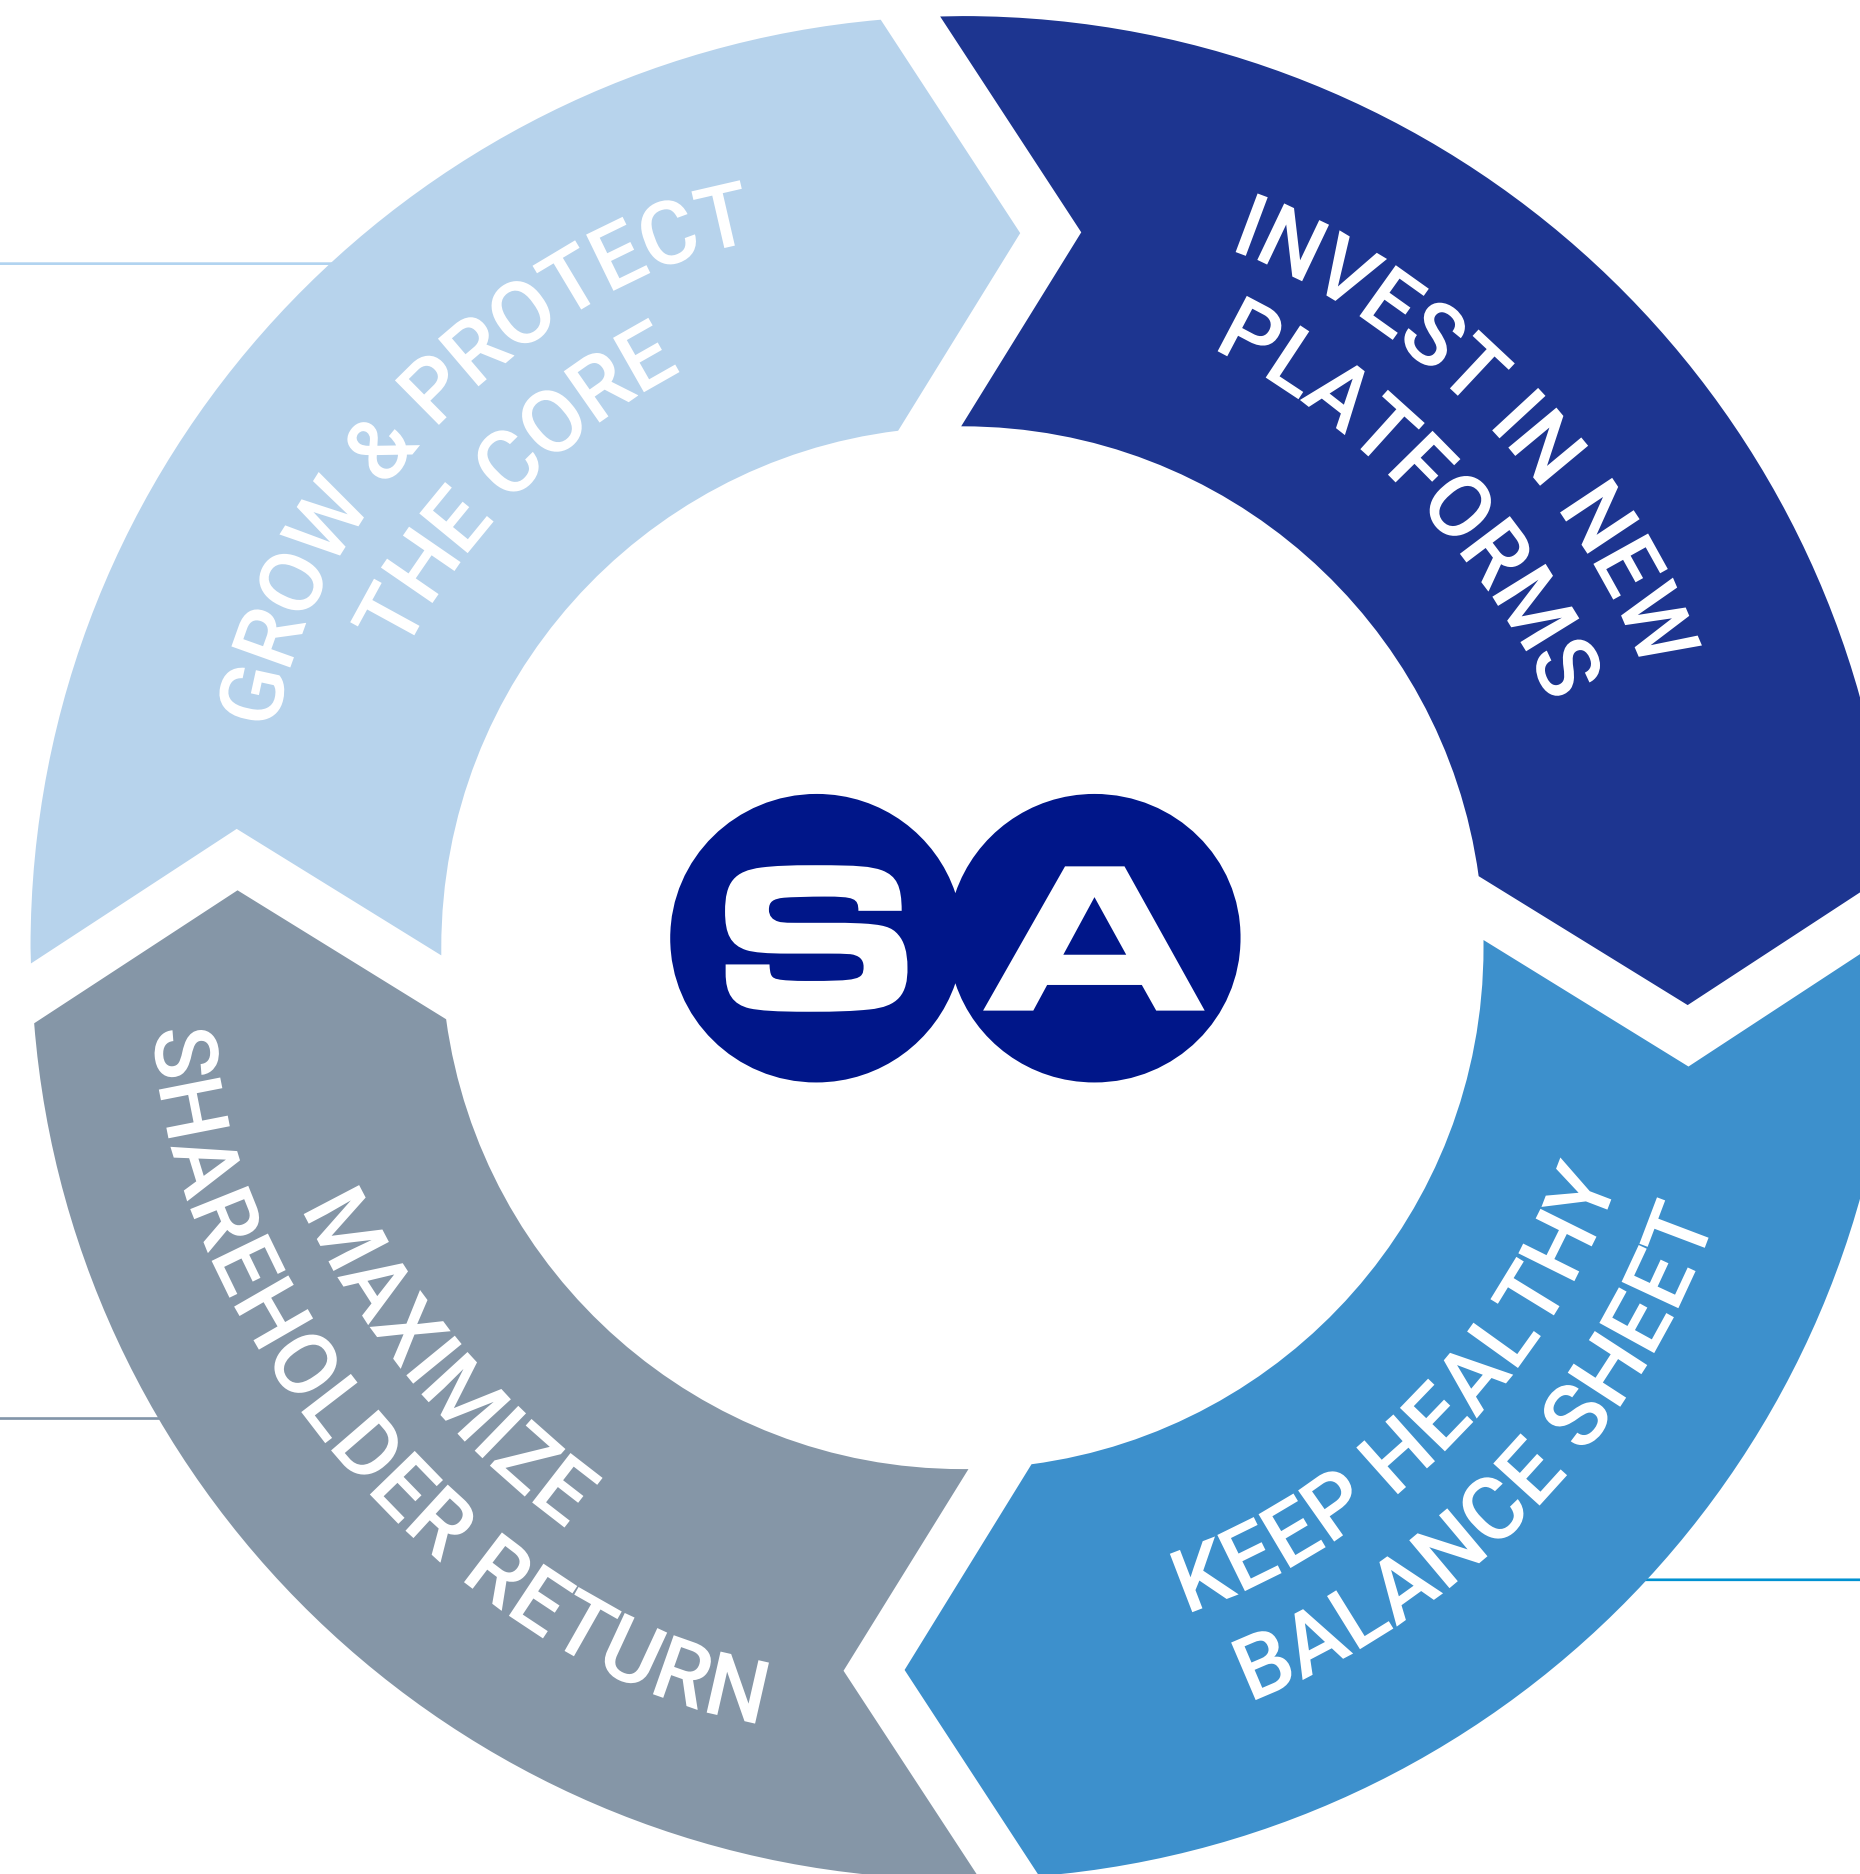 GROW & PROTECT
THE CORE
INVEST IN NEW
PLATFORMS
SA
MAXIMIZE
SHAREHOLDER RETURN
KEEP HEALTHY
BALANCE SHEET